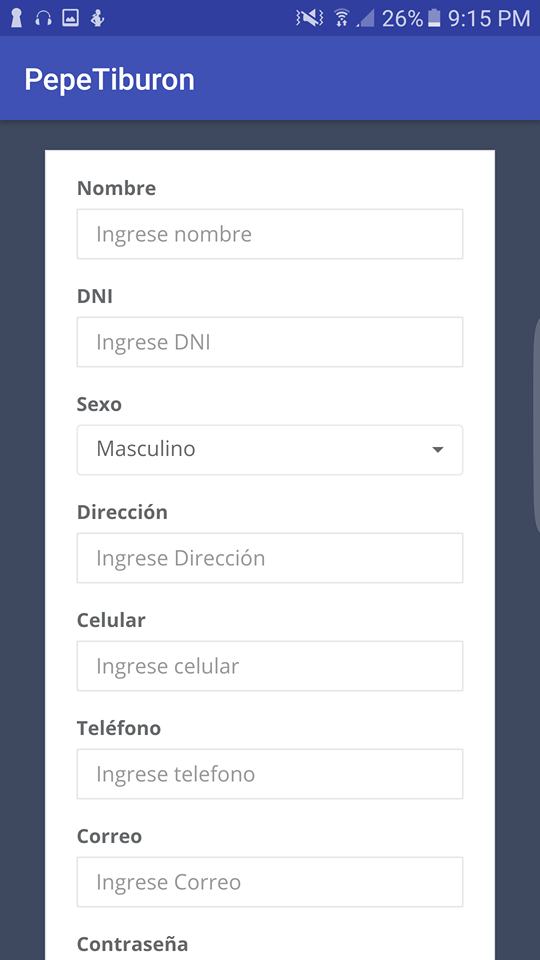 26% 9:15 PM
PepeTiburon
Nombre
Ingrese nombre
DNI
Ingrese DNI
Sexo
Masculino
Dirección
Ingrese Dirección
Celular
Ingrese celular
Teléfono
Ingrese telefono
Correo
Ingrese Correo
Contraseña